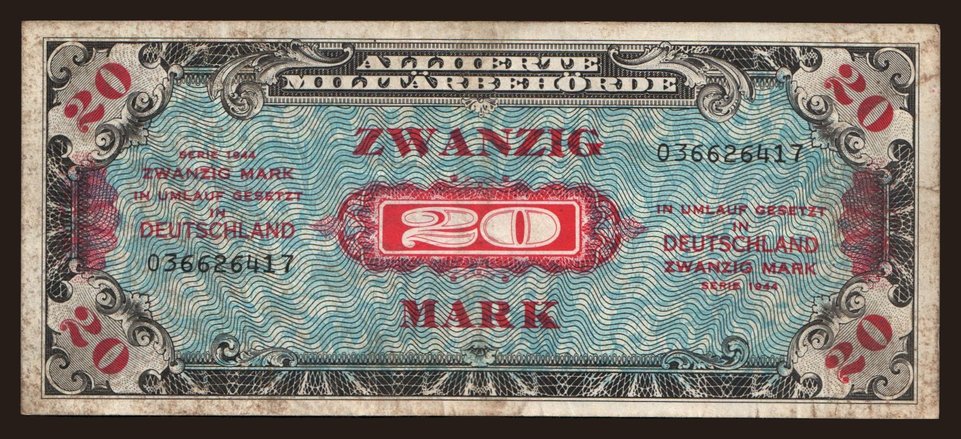 ALLIIERTE
MILITÄRBEHÖRDE
20
20
ZWANZIG
SERIE 1944
ZWANZIG MARK
IN UMLAUF GESETZT
IN
DEUTSCHLAND
036626417
20
036626417
IN UMLAUF GESETZT
IN
DEUTSCHLAND
ZWANZIG MARK
SERIE 1944
MARK
20
20